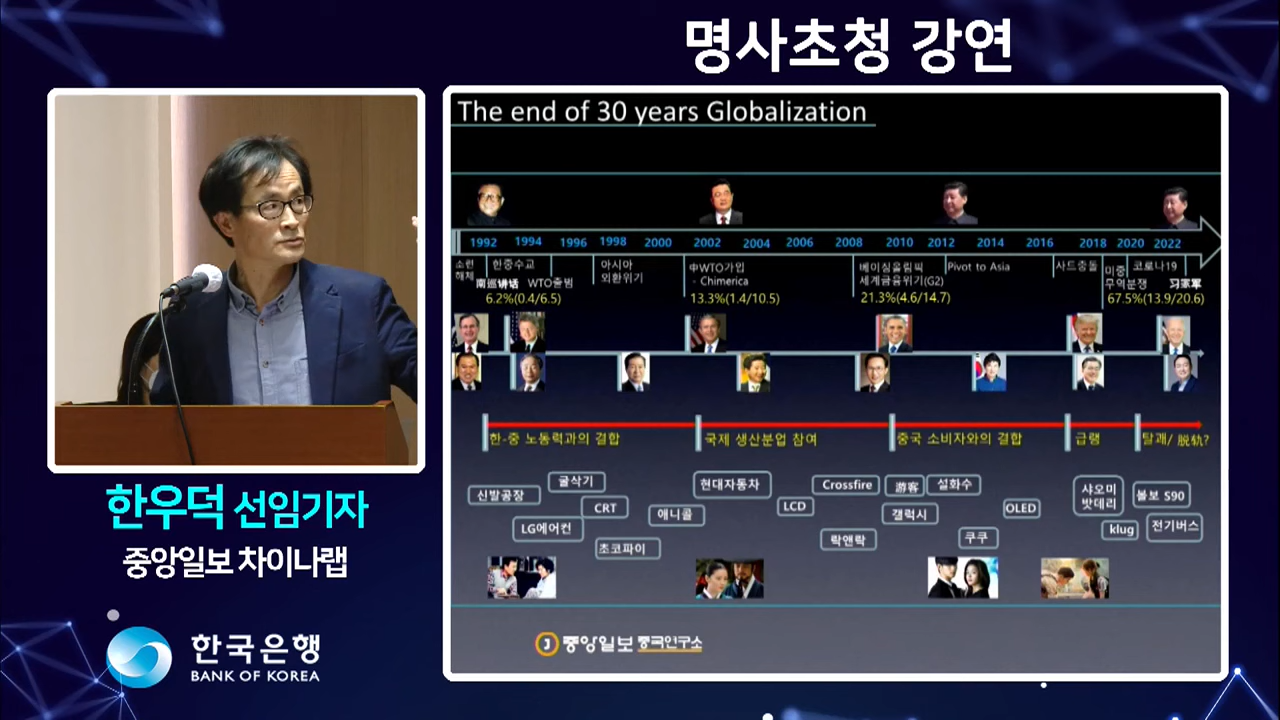 명사초청 강연
The end of 30 years Globalization
1992 1994 1996 1998 2000 2002 2004 2006 2008 2010 2012 2014 2016 2018 2020 2022
소련
해체
한중수교
南巡讲话
WTO출범
6.2%(0.4/6.5)
아시아
외환위기
中WTO가입
- Chimerica
13.3%(1.4/10.5)
베이징올림픽
세계금융위기(G2)
21.3%(4.6/14.7)
Pivot to Asia
사드충돌
미중
무역분쟁
코로나19
习家军
67.5%(13.9/20.6)
한-중 노동력과의 결합
국제 생산분업 참여
중국 소비자와의 결합
급랭
탈괘/ 脱轨?
신발공장
굴삭기
CRT
LG에어컨
초코파이
애니콜
현대자동차
LCD
Crossfire
락앤락
游客
설화수
갤럭시
쿠쿠
OLED
샤오미
밧데리
볼보 S90
klug
전기버스
J 중앙일보 중국연구소
한우덕 선임기자
중앙일보 차이나랩
한국은행
BANK OF KOREA